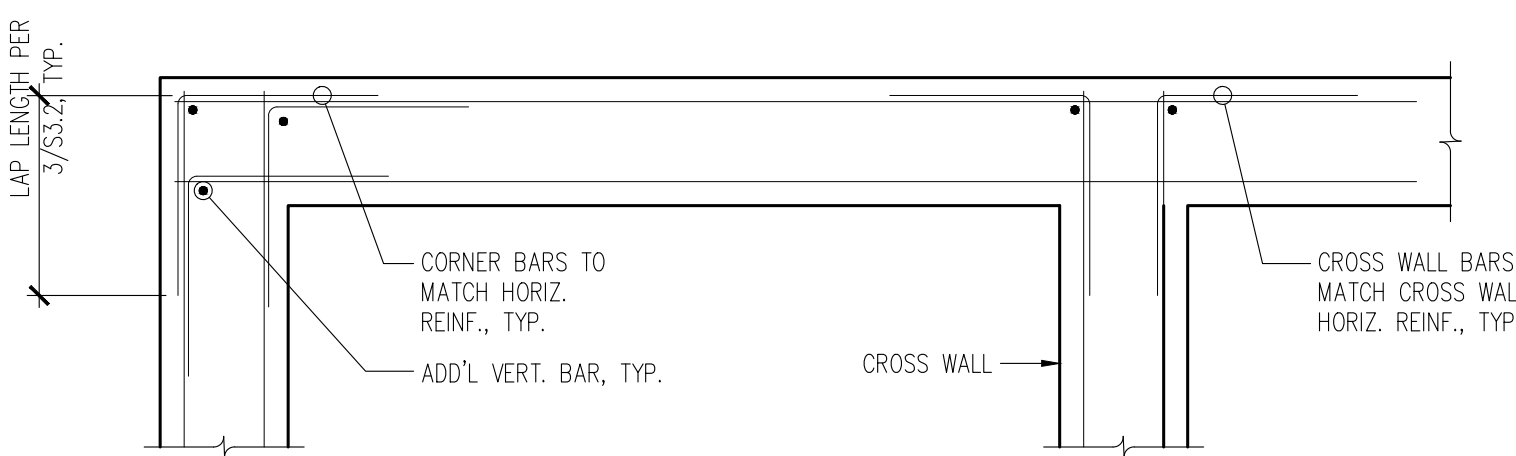 LAP LENGTH PER
3/S3.2, TYP.
CORNER BARS TO
MATCH HORIZ.
REINF., TYP.
ADD'L VERT. BAR, TYP.
CROSS WALL
CROSS WALL BARS
MATCH CROSS WAL
HORIZ. REINF., TYP